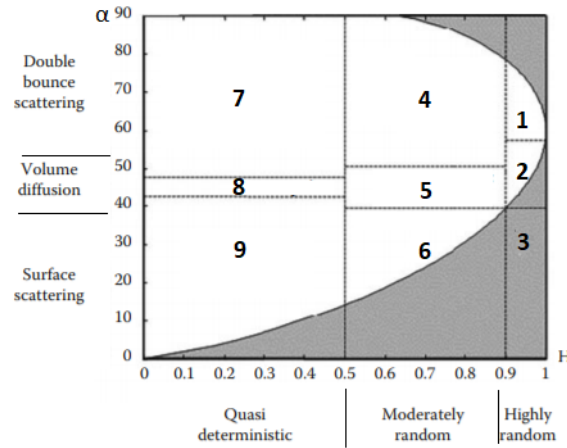 α
90
80
70
60
50
40
30
20
10
0
Double
bounce
scattering
Volume
diffusion
Surface
scattering
7
4
1
8
5
2
9
6
3
0 0.1 0.2 0.3 0.4 0.5 0.6 0.7 0.8 0.9 1
H
Quasi
deterministic
Moderately
random
Highly
random